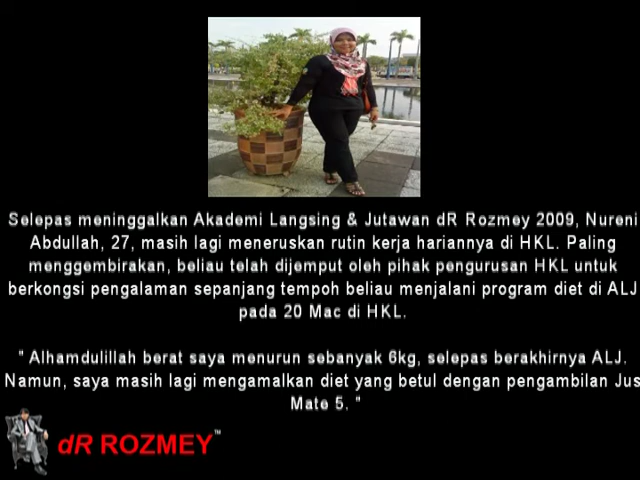 Selepas meninggalkan Akademi Langsing & Jutawan dR Rozmey 2009, Nureni
Abdullah, 27, masih lagi meneruskan rutin kerja hariannya di HKL. Paling
menggembirakan, beliau telah dijemput oleh pihak pengurusan HKL untuk
berkongsi pengalaman sepanjang tempoh beliau menjalani program diet di ALJ
pada 20 Mac di HKL.
" Alhamdulillah berat saya menurun sebanyak 6kg, selepas berakhirnya ALJ.
Namun, saya masih lagi mengamalkan diet yang betul dengan pengambilan Jus
Mate 5. "
dR ROZMEY™